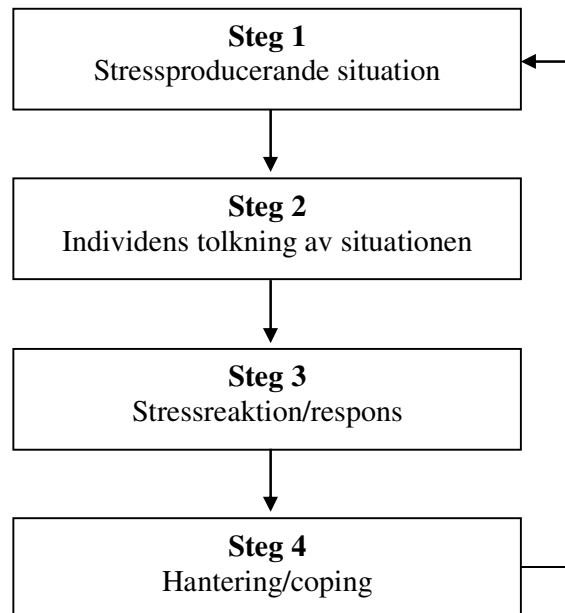 Steg 1
Stressproducerande situation
Steg 2
Individens tolkning av situationen
Steg 3
Stressreaktion/respons
Steg 4
Hantering/coping